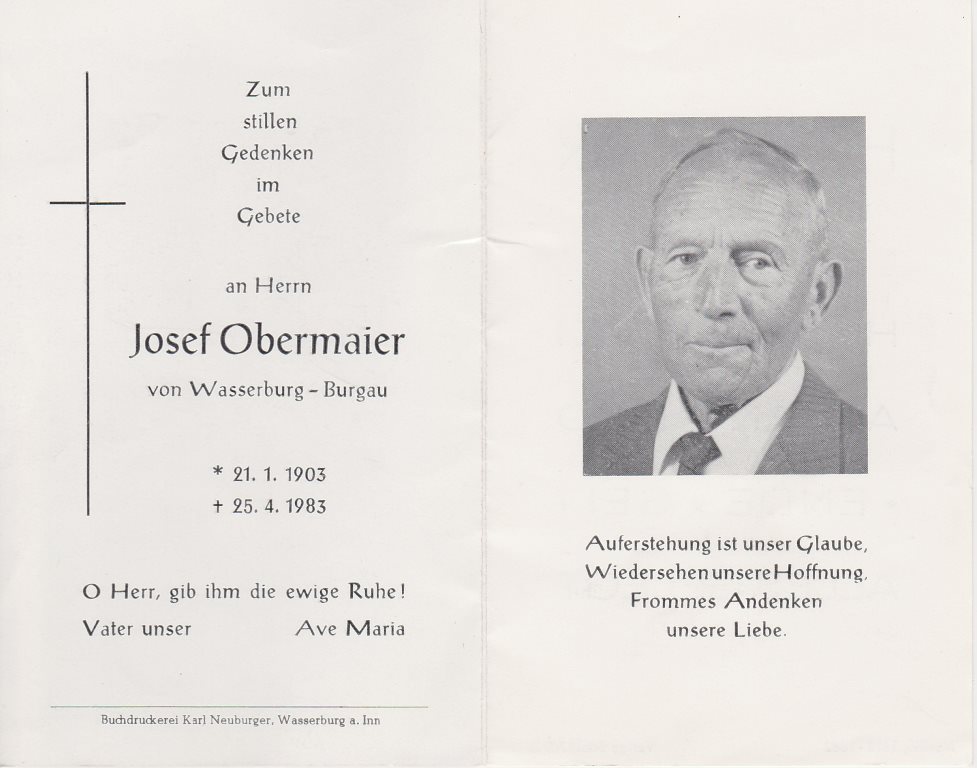 Zum
stillen
Gedenken
im
Gebete
an Herrn
Josef Obermaier
von Wasserburg – Burgau
* 21. 1. 1903
† 25. 4. 1983
O Herr, gib ihm die ewige Ruhe!
Vater unser Ave Maria
Buchdruckerei Karl Neuburger, Wasserburg a. Inn
Auferstehung ist unser Glaube,
Wiedersehen unsere Hoffnung,
Frommes Andenken
unsere Liebe.